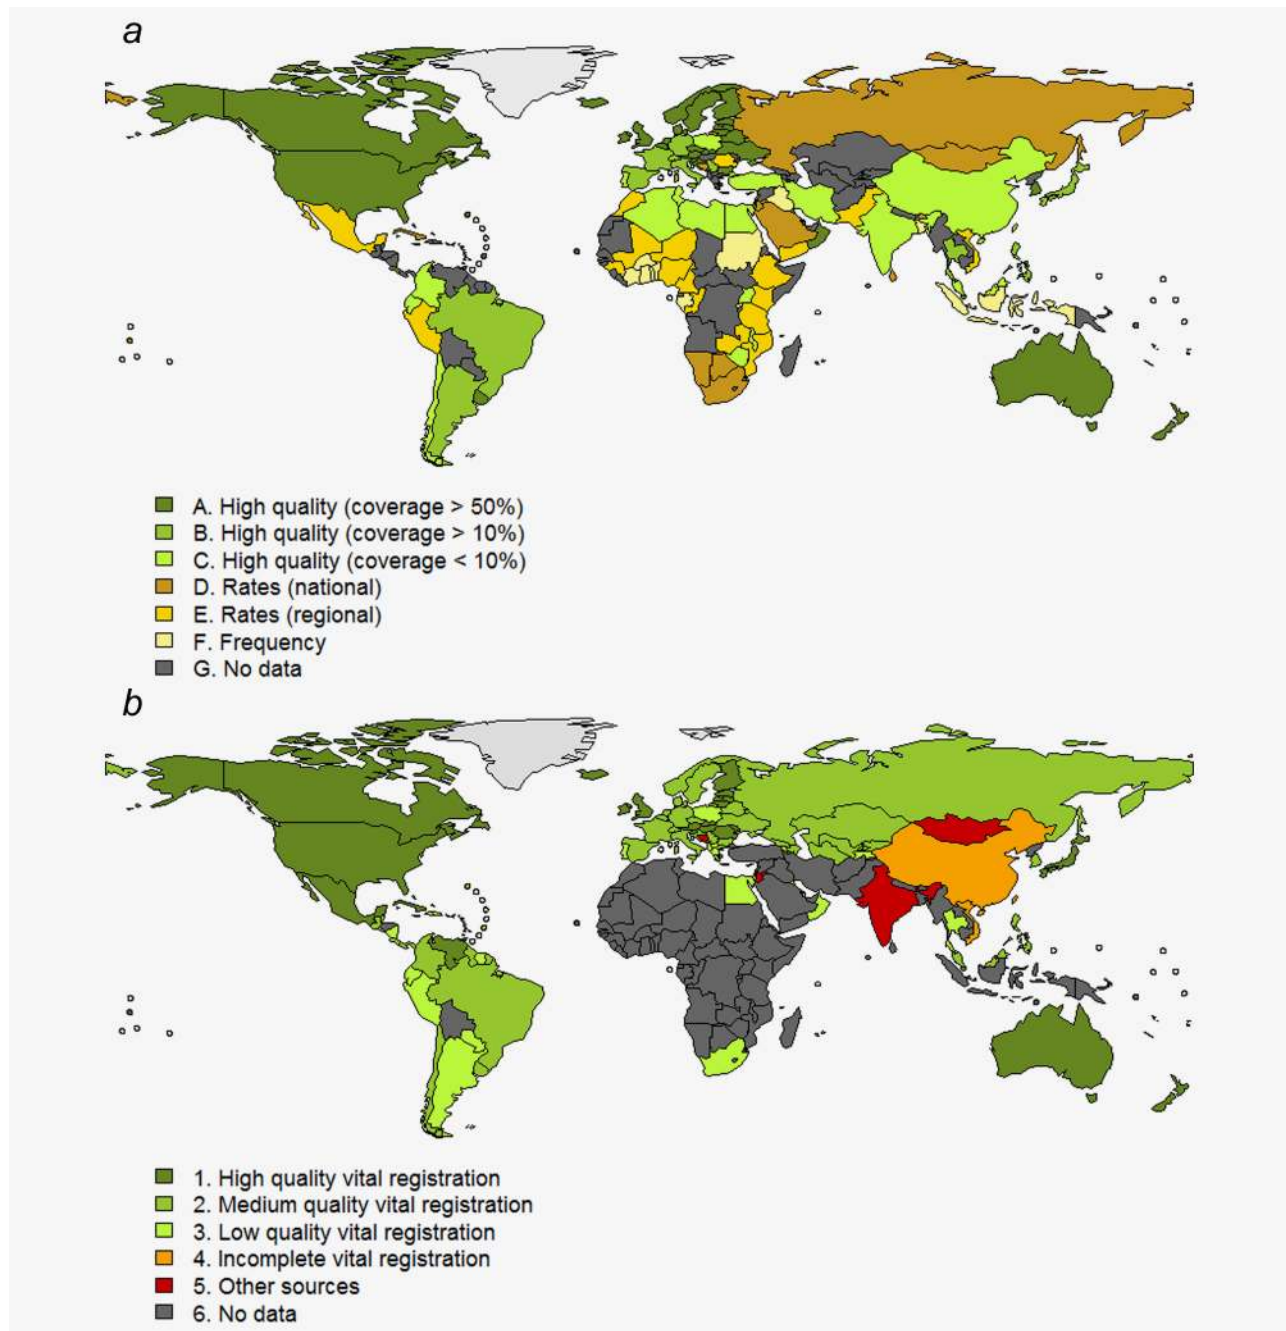 a
A. High quality (coverage > 50%)
B. High quality (coverage > 10%)
C. High quality (coverage < 10%)
D. Rates (national)
E. Rates (regional)
F. Frequency
G. No data
b
1. High quality vital registration
2. Medium quality vital registration
3. Low quality vital registration
4. Incomplete vital registration
5. Other sources
6. No data